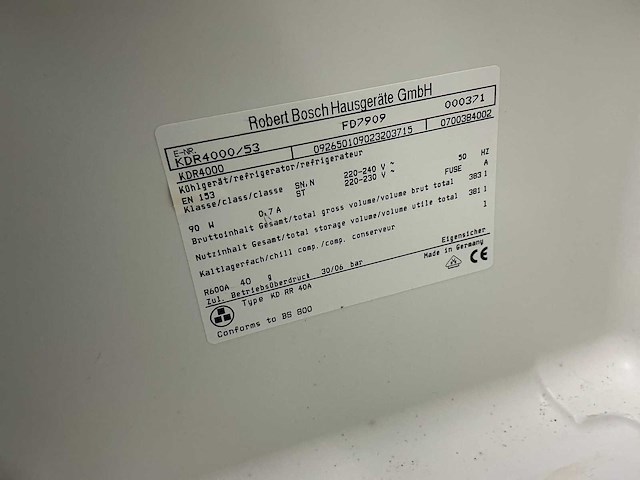 Robert Bosch Hausgeräte GmbH
E-NR. KDR4000/53 FD7909 000371
KDR4000 092650109023203715 0700384002
Kühlgerät/refrigerator/refrigerateur
EN 153
Klasse/class/classe SN,N ST 220-240 V ~ 220-230 V ~ 50 HZ FUSE A
90 W 0,7 A
Bruttoinhalt Gesamt/total gross volume/volume brut total 383 l
Nutzinhalt Gesamt/total storage volume/volume utile total 381 l
Kaltlagerfach/chill comp./comp. conserveur l
R600A 40 g
Zul. Betriebsüberdruck 30/06 bar Eigensicher
Type KD RR 40A Made in Germany CE
Conforms to BS 800